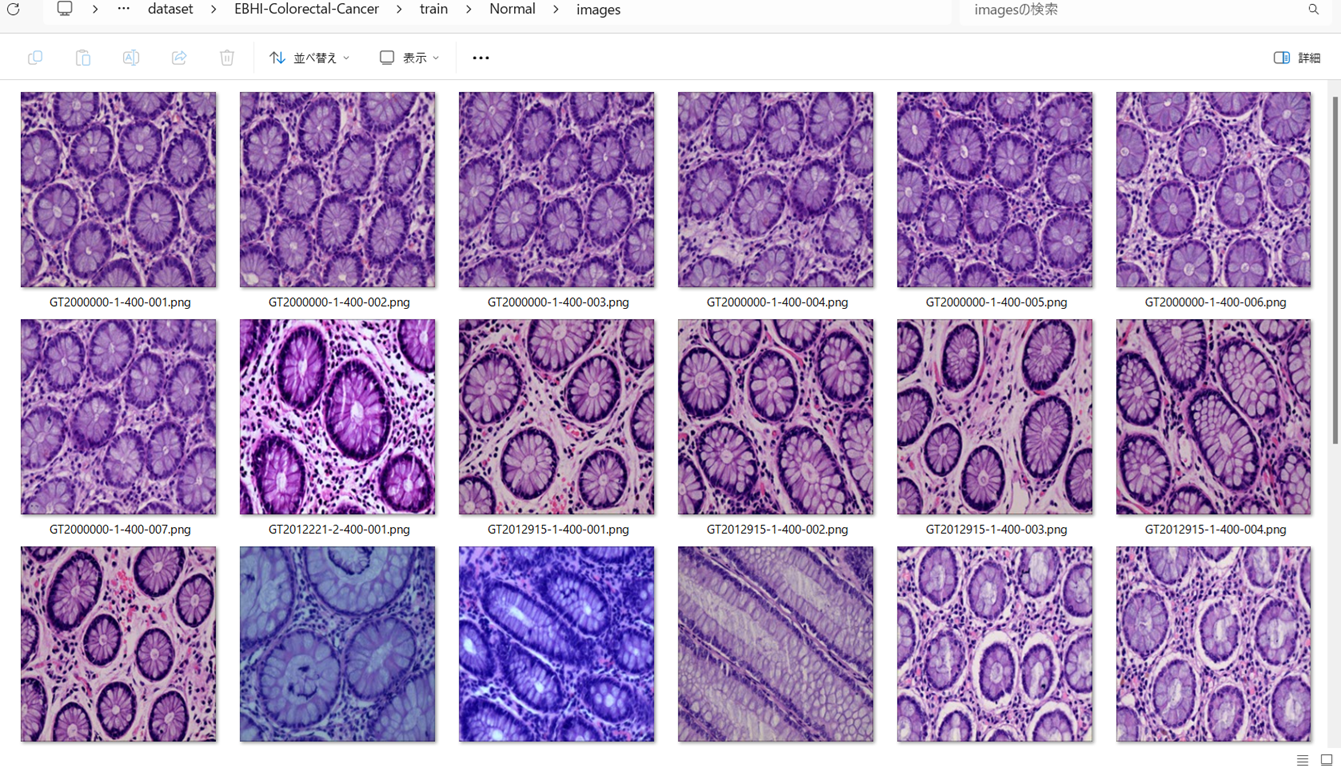 … dataset > EBHI-Colorectal-Cancer > train > Normal > images
imagesの検索
並べ替え
表示
詳細
GT2000000-1-400-001.png
GT2000000-1-400-002.png
GT2000000-1-400-003.png
GT2000000-1-400-004.png
GT2000000-1-400-005.png
GT2000000-1-400-006.png
GT2000000-1-400-007.png
GT2012221-2-400-001.png
GT2012915-1-400-001.png
GT2012915-1-400-002.png
GT2012915-1-400-003.png
GT2012915-1-400-004.png